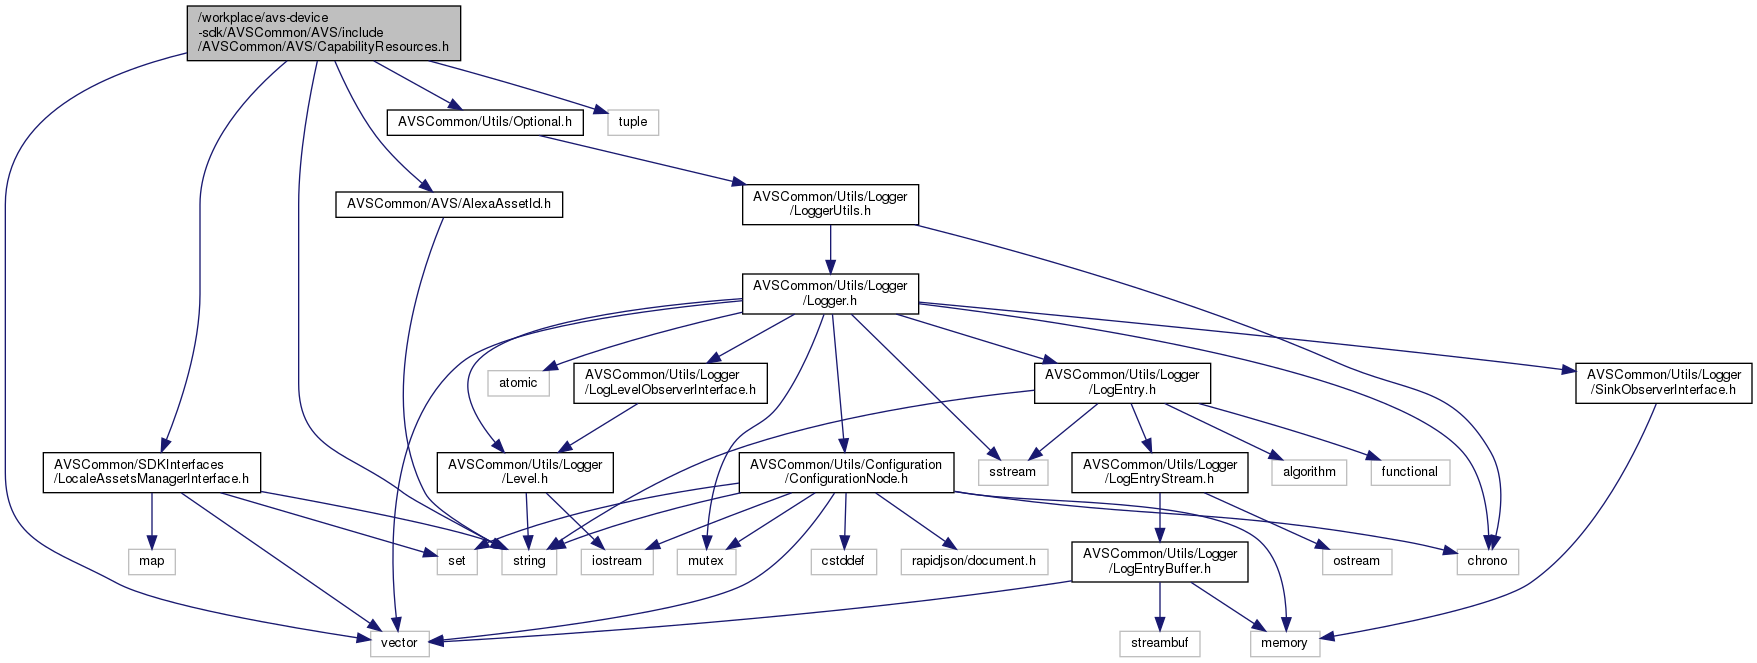 /workplace/avs-device
-sdk/AVSCommon/AVS/include
/AVSCommon/AVS/CapabilityResources.h
AVSCommon/Utils/Optional.h
tuple
AVSCommon/AVS/AlexaAssetId.h
AVSCommon/Utils/Logger
/LoggerUtils.h
AVSCommon/Utils/Logger
/Logger.h
atomic
AVSCommon/Utils/Logger
/LogLevelObserverInterface.h
AVSCommon/Utils/Logger
/LogEntry.h
AVSCommon/Utils/Logger
/SinkObserverInterface.h
AVSCommon/SDKInterfaces
/LocaleAssetsManagerInterface.h
AVSCommon/Utils/Logger
/Level.h
AVSCommon/Utils/Configuration
/ConfigurationNode.h
sstream
AVSCommon/Utils/Logger
/LogEntryStream.h
algorithm
functional
map
set
string
iostream
mutex
cstddef
rapidjson/document.h
AVSCommon/Utils/Logger
/LogEntryBuffer.h
ostream
chrono
vector
streambuf
memory